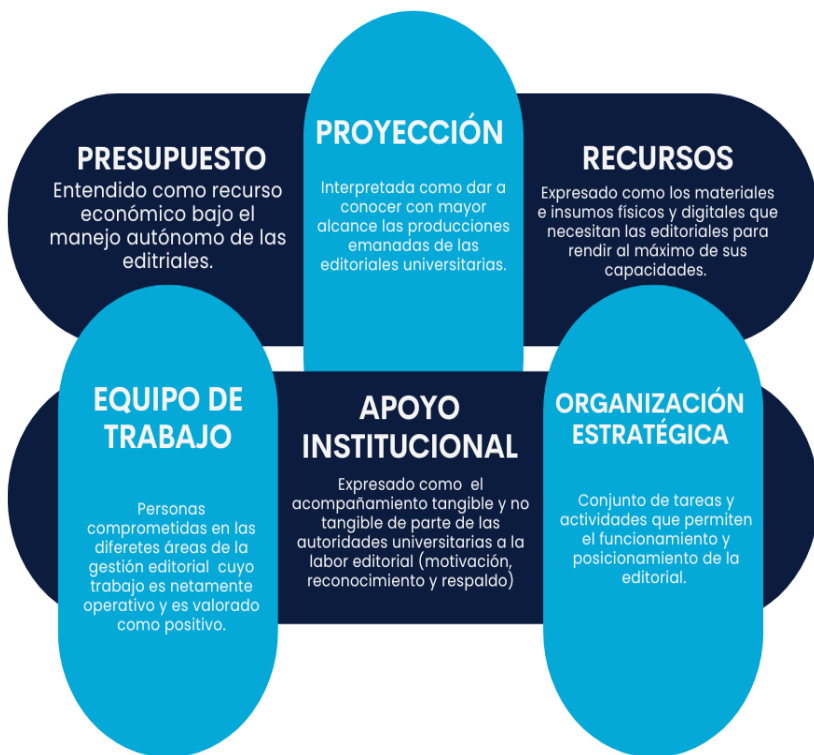 PRESUPUESTO
Entendido como recurso
económico bajo el
manejo autónomo de las
editriales.
PROYECCIÓN
Interpretada como dar a
conocer con mayor
alcance las producciones
emanadas de las
editoriales universitarias.
RECURSOS
Expresado como los materiales
e insumos físicos y digitales que
necesitan las editoriales para
rendir al máximo de sus
capacidades.
EQUIPO DE
TRABAJO
Personas
comprometidas en las
diferetes áreas de la
gestión editorial cuyo
trabajo es netamente
operativo y es valorado
como positivo.
APOYO
INSTITUCIONAL
Expresado como el
acompañamiento tangible y no
tangible de parte de las
autoridades universitarias a la
labor editorial (motivación,
reconocimiento y respaldo)
ORGANIZACIÓN
ESTRATÉGICA
Conjunto de tareas y
actividades que permiten
el funcionamiento y
posicionamiento de la
editorial.